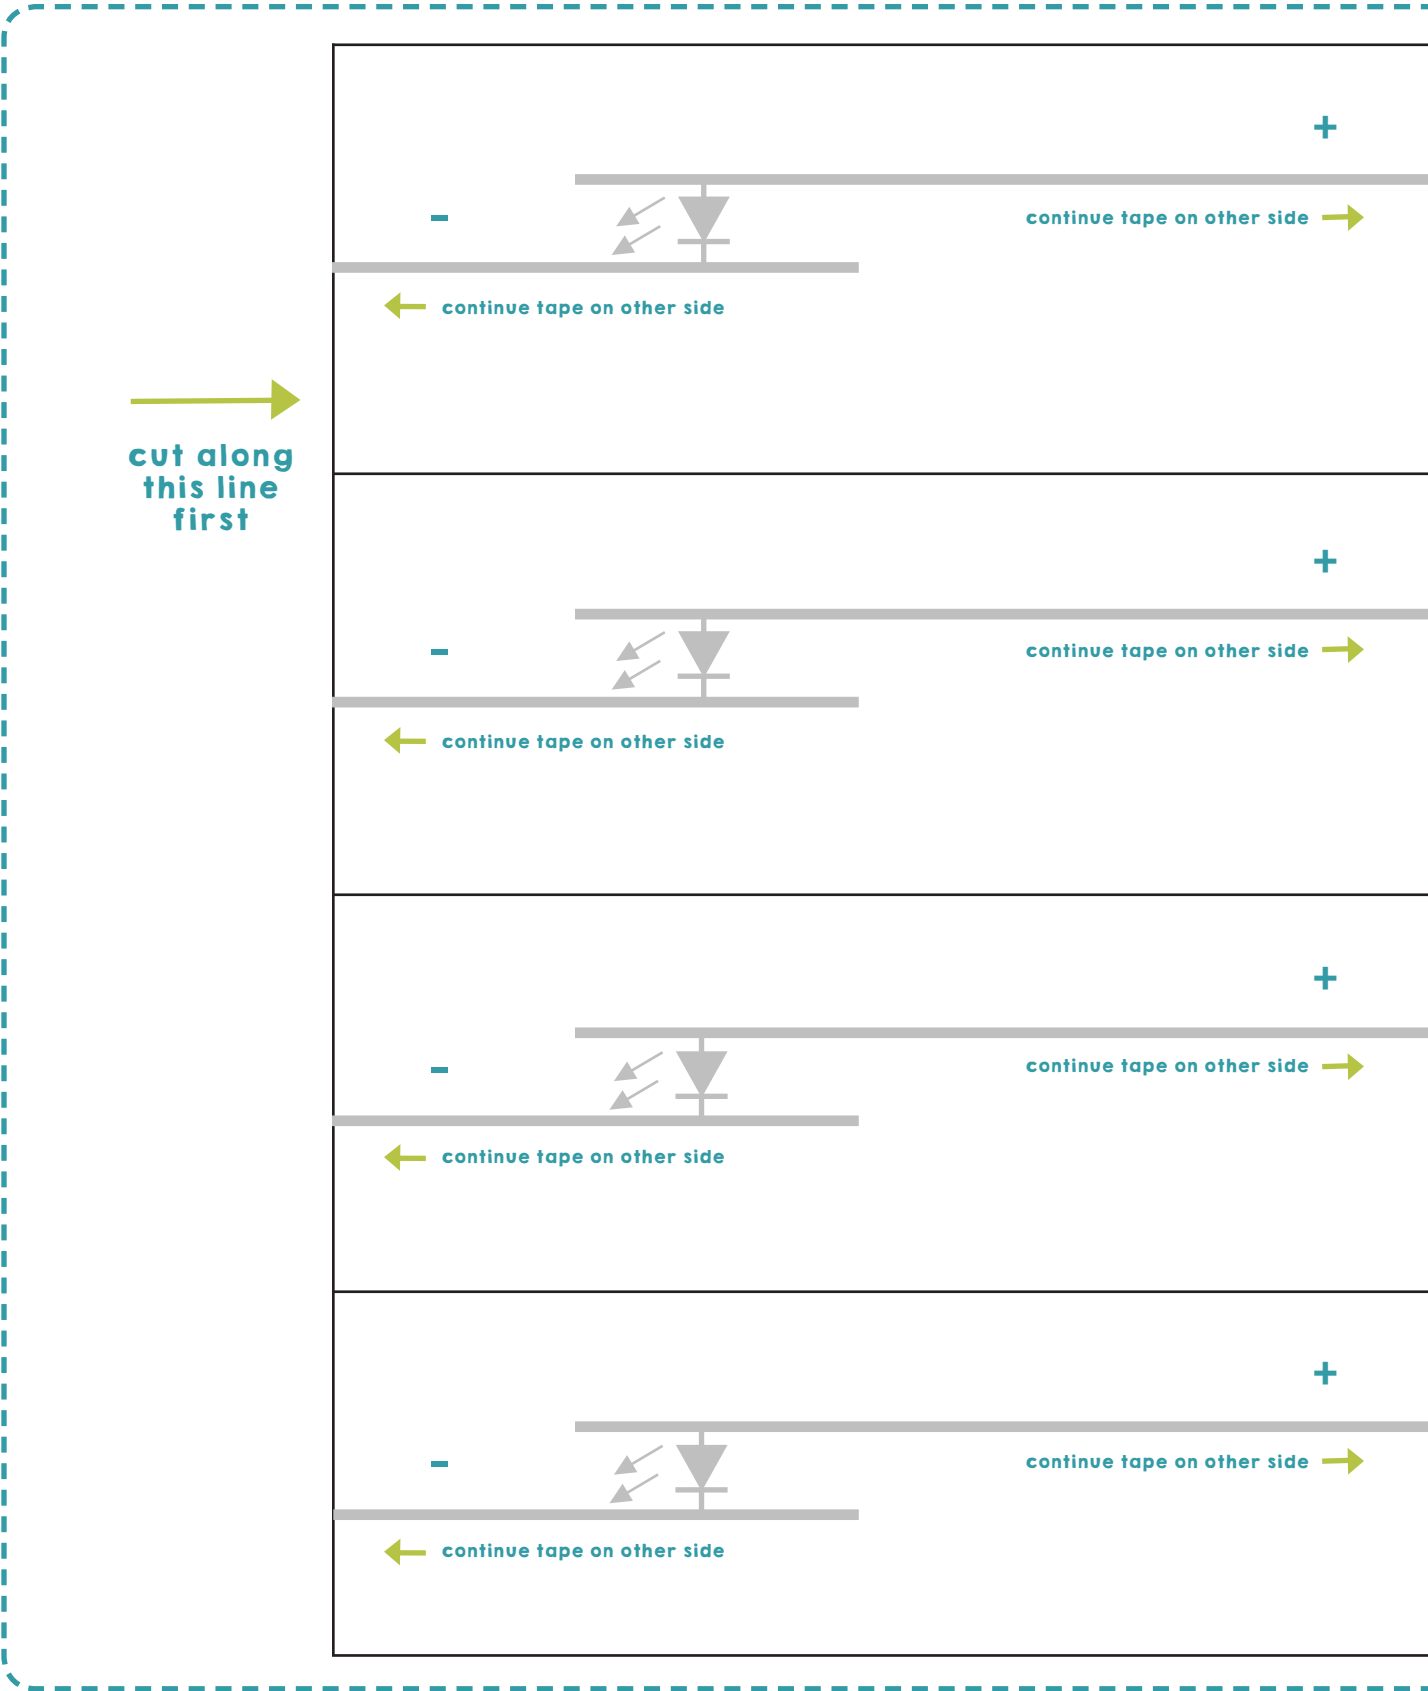 +
-
continue tape on other side
continue tape on other side
cut along
this line
first
+
-
continue tape on other side
continue tape on other side
+
-
continue tape on other side
continue tape on other side
+
-
continue tape on other side
continue tape on other side